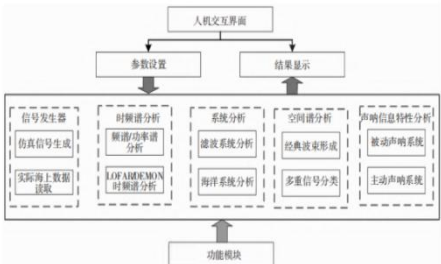 人机交互界面
参数设置
结果显示
信号发生器
仿真信号生成
实际海上数据
读取
时频谱分析
频谱/功率谱
分析
LOFAR/DEMON
时频谱分析
系统分析
滤波系统分析
海洋系统分析
空间谱分析
经典波束形成
多重信号分类
声呐信息特性分析
被动声呐系统
主动声呐系统
功能模块